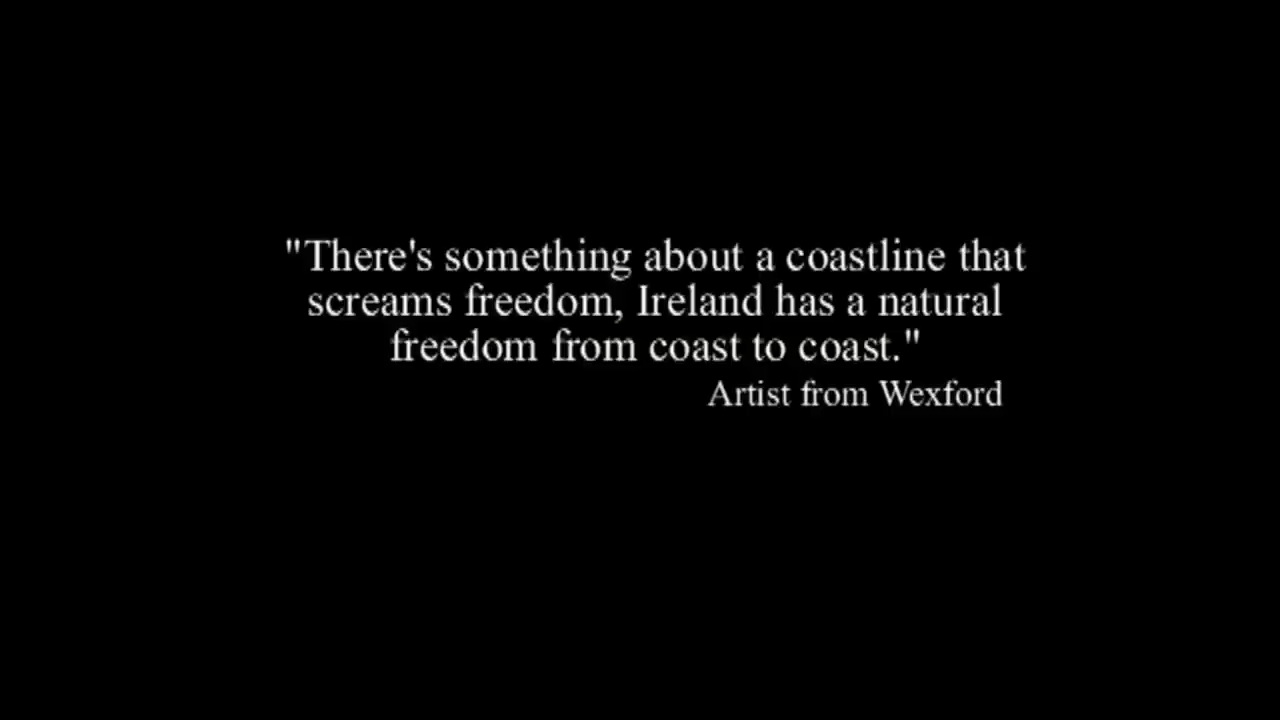 "There's something about a coastline that
screams freedom, Ireland has a natural
freedom from coast to coast."
Artist from Wexford